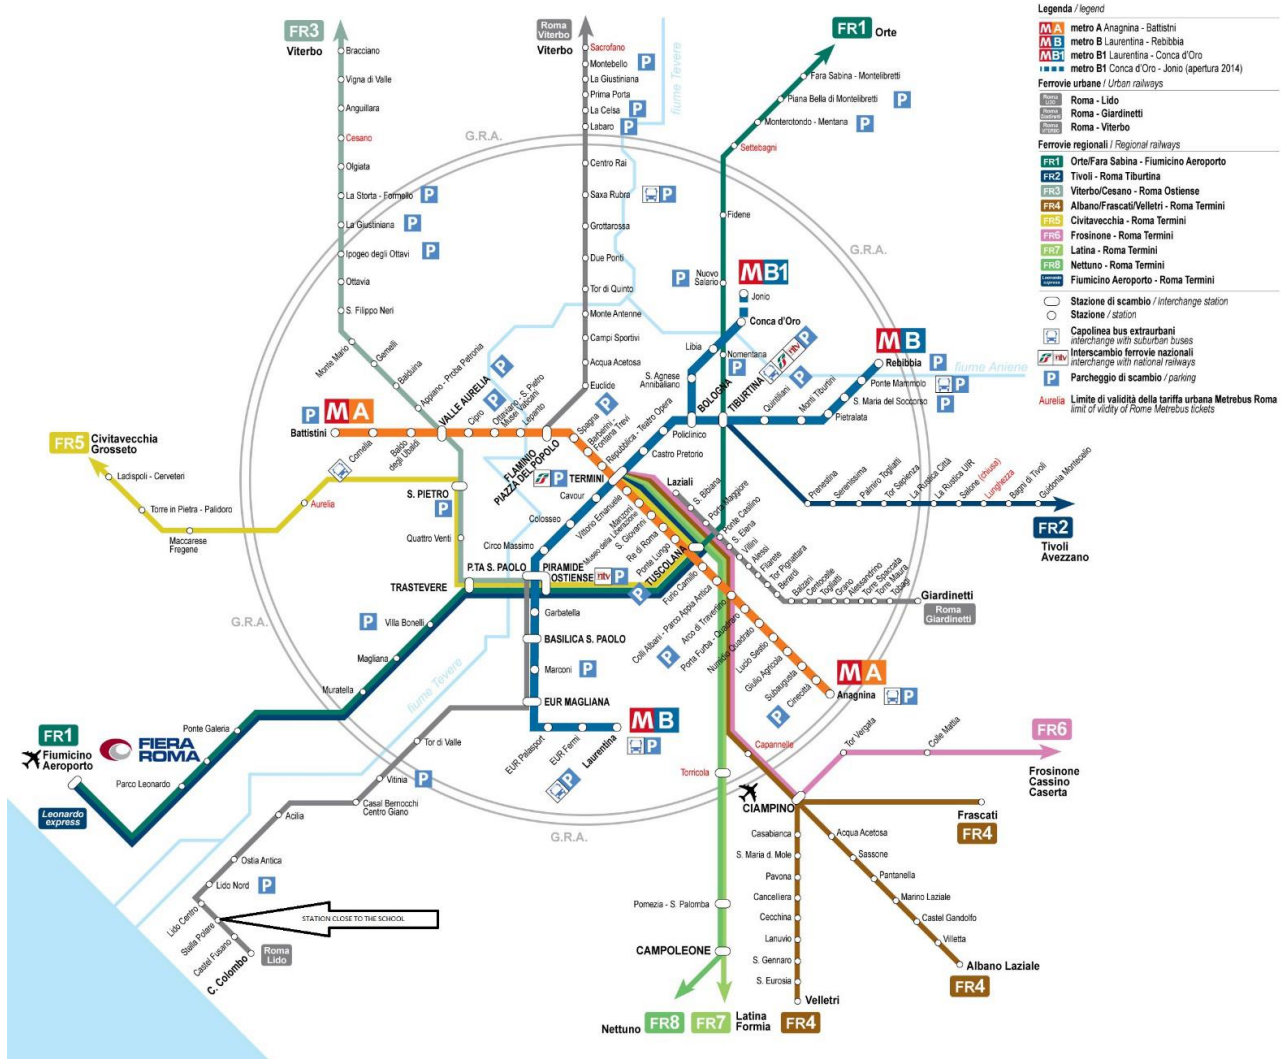 Legenda / legend
MA metro A Anagnina - Battistni
MB metro B Laurentina - Rebibbia
MB1 metro B1 Laurentina - Conca d'Oro
metro B1 Conca d'Oro - Jonio (apertura 2014)
Ferrovie urbane / Urban railways
Roma - Lido
Roma - Giardinetti
Roma - Viterbo
Ferrovie regionali / Regional railways
FR1 Orte/Fara Sabina - Fiumicino Aeroporto
FR2 Tivoli - Roma Tiburtina
FR3 Viterbo/Cesano - Roma Ostiense
FR4 Albano/Frascati/Velletri - Roma Termini
FR5 Civitavecchia - Roma Termini
FR6 Frosinone - Roma Termini
FR7 Latina - Roma Termini
FR8 Nettuno - Roma Termini
Leonardo express Fiumicino Aeroporto - Roma Termini
Stazione di scambio / interchange station
Stazione / station
Capolinea bus extraurbani
interchange with suburban buses
Interscambio ferrovie nazionali
interchange with national railways
P Parcheggio di scambio / parking
Aurelia Limite di validità della tariffa urbana Metrebus Roma
limit of vlidity of Rome Metrebus tickets
FR3
Viterbo
Bracciano
Vigna di Valle
Anguillara
Cesano
Olgiata
La Storta - Formello P
La Giustiniana P
Ipogeo degli Ottavi P
Ottavia
S. Filippo Neri
Monte Mario
Gemelli
Balduina
Appiano - Proba Petronia
Roma
Viterbo
Viterbo
Sacrofano
Montebello P
La Giustiniana
Prima Porta
La Celsa P
Labaro P
Centro Rai
Saxa Rubra P
Grottarossa
Due Ponti
Tor di Quinto
Monte Antenne
Campi Sportivi
Acqua Acetosa
Euclide
fiume Tevere
G.R.A.
FR1 Orte
Fara Sabina - Montelibretti
Piana Bella di Montelibretti P
Monterotondo - Mentana P
Settebagni
Fidene
P Nuovo
Salario
Nomentana
P
G.R.A.
MB1
Jonio
Conca d'Oro
Libia
S. Agnese
Annibaliano
BOLOGNA
TIBURTINA
ntv P
MB
Rebibbia P
Ponte Mammolo P
S. Maria del Soccorso P
Pietralata
Monti Tiburtini
Quintiliani P
fiume Aniene
Policlinico
Castro Pretorio
P MA
Battistini
Cornelia
Baldo
degli Ubaldi
VALLE AURELIA P
Cipro P
Ottaviano - S. Pietro
Musei Vaticani
Lepanto
FLAMINIO
PIAZZA DEL POPOLO
Spagna P
Barberini
Fontana Trevi
Repubblica - Teatro Opera
P TERMINI
Cavour
Colosseo
Circo Massimo
Vittorio Emanuele
Manzoni
Museo della Liberazione
S. Giovanni
Re di Roma
Ponte Lungo
TUSCOLANA
P
Furlo Camilo
Colli Albani - Parco Appia Antica
P
Arco di Travertino
Porta Furba - Quadraro
Numidio Quadrato
Lucio Sestio
Giulio Agricola
Subaugusta
Cinecittà
P
MA
Anagnina P
FR5 Civitavecchia
Grosseto
Ladispoli - Cerveteri
Torre in Pietra - Palidoro
Maccarese
Fregene
Aurelia
S. PIETRO
P
Quattro Venti
P.TA S. PAOLO
PIRAMIDE
OSTIENSE ntv P
TRASTEVERE
Laziali
S. Bibiana
Porta Maggiore
Ponte Casilino
S. Elena
Villini
Alessi
Filarete
Tor Pignattara
Berardi
Balzani
Centocelle
Togliatti
Grano
Alessandrino
Torre Spaccata
Torre Maura
Tobagi
Giardinetti
Roma
Giardinetti
Prenestina
Serenissima
Palmiro Togliatti
Tor Sapienza
La Rustica Città
La Rustica UIR
Salone (chiusa)
Lunghezza
Bagni di Tivoli
Guidonia Montecelio
FR2
Tivoli
Avezzano
Garbatella
BASILICA S. PAOLO
Marconi P
EUR MAGLIANA
MB
P
EUR Palasport
EUR Fermi
Laurentina
P
G.R.A.
P Villa Bonelli
Magliana
Muratella
fiume Tevere
Ponte Galeria
Parco Leonardo
FR1
Fiumicino
Aeroporto
FIERA
ROMA
Leonardo
express
Tor di Valle
Vitinia P
Casal Bernocchi
Centro Giano
Acilia
Ostia Antica
Lido Nord P
Lido Centro
Stella Polare
Castel Fusano
C. Colombo
Roma
Lido
STATION CLOSE TO THE SCHOOL
G.R.A.
Torricola
Capannelle
CIAMPINO
Tor Vergata
Colle Mattia
FR6
Frosinone
Cassino
Caserta
Frascati
FR4
Casabianca
S. Maria d. Mole
Pavona
Cancelliera
Cecchina
Lanuvio
S. Gennaro
S. Eurosia
Velletri
FR4
Acqua Acetosa
Sassone
Pantanella
Marino Laziale
Castel Gandolfo
Villetta
Albano Laziale
FR4
Pomezia - S. Palomba
CAMPOLEONE
Nettuno FR8
FR7 Latina
Formia